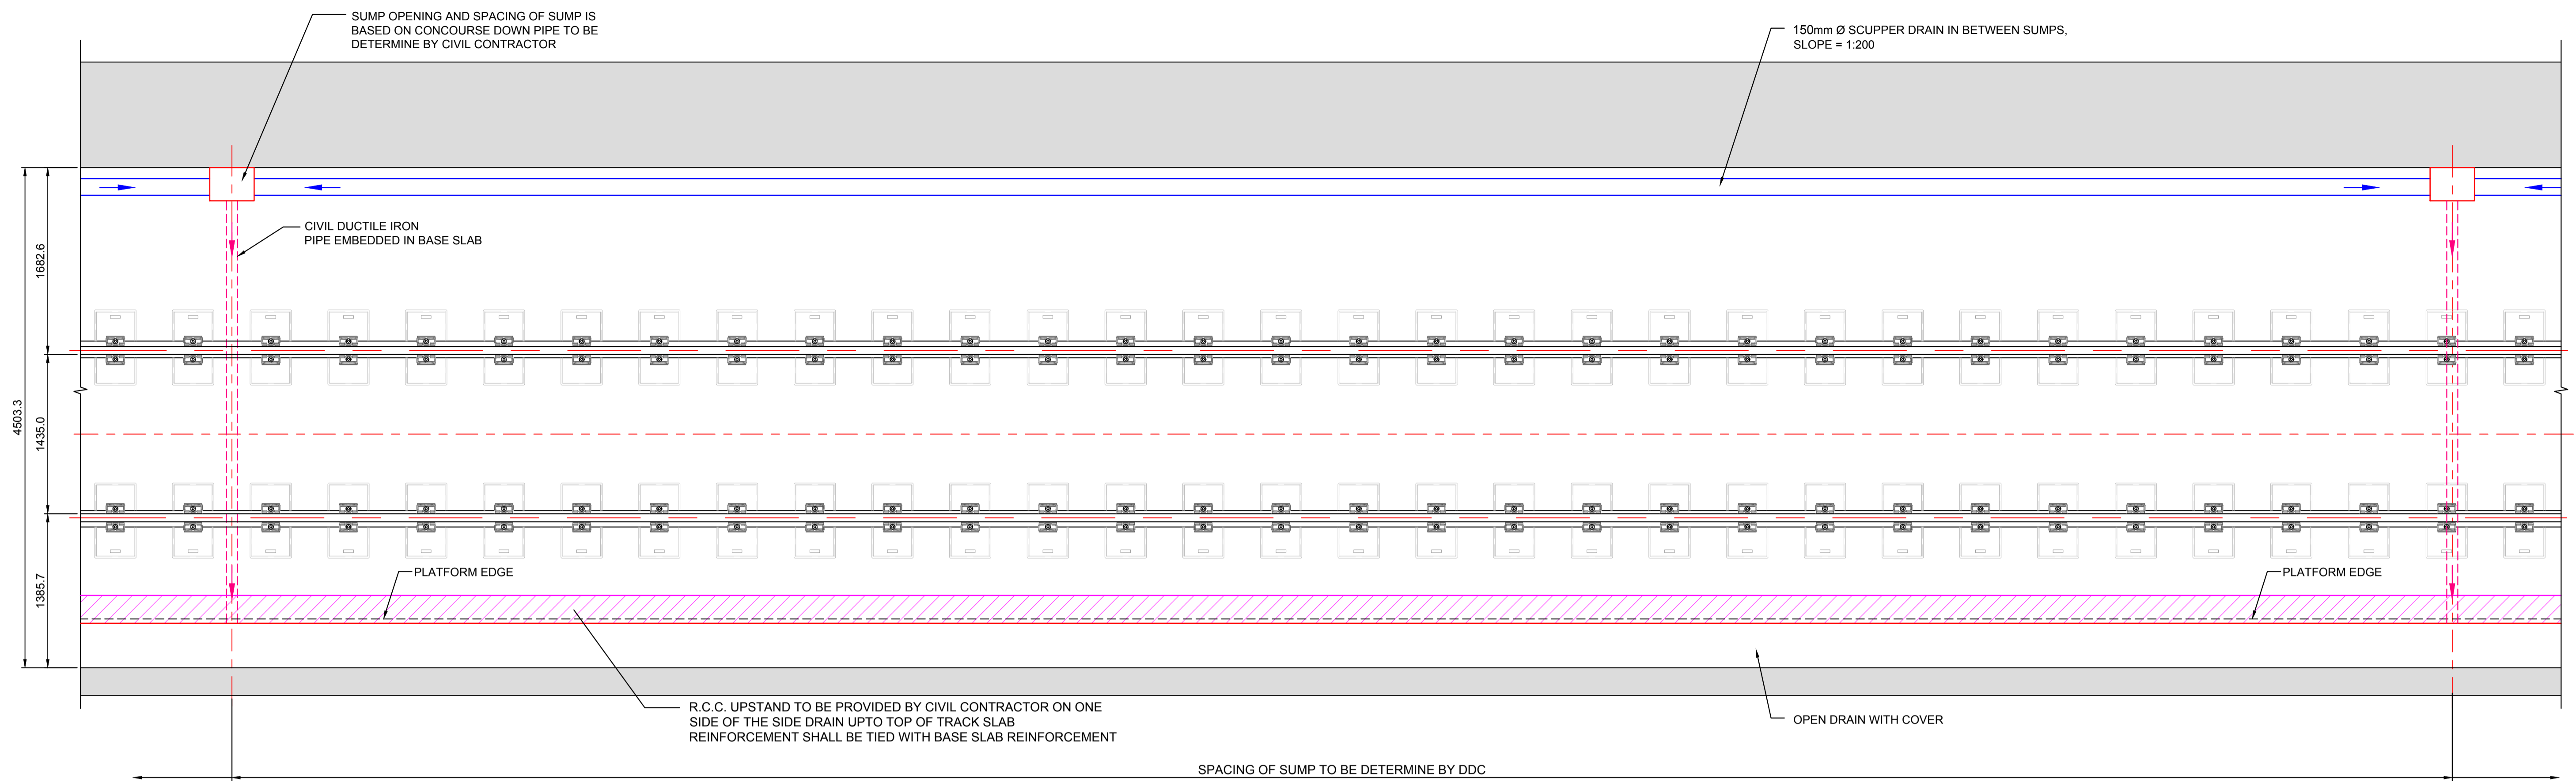 SUMP OPENING AND SPACING OF SUMP IS
BASED ON CONCOURSE DOWN PIPE TO BE
DETERMINE BY CIVIL CONTRACTOR
150mm Ø SCUPPER DRAIN IN BETWEEN SUMPS,
SLOPE = 1:200
CIVIL DUCTILE IRON
PIPE EMBEDDED IN BASE SLAB
1682.6
4503.3
1435.0
1385.7
PLATFORM EDGE
PLATFORM EDGE
R.C.C. UPSTAND TO BE PROVIDED BY CIVIL CONTRACTOR ON ONE
SIDE OF THE SIDE DRAIN UPTO TOP OF TRACK SLAB
REINFORCEMENT SHALL BE TIED WITH BASE SLAB REINFORCEMENT
OPEN DRAIN WITH COVER
SPACING OF SUMP TO BE DETERMINE BY DDC